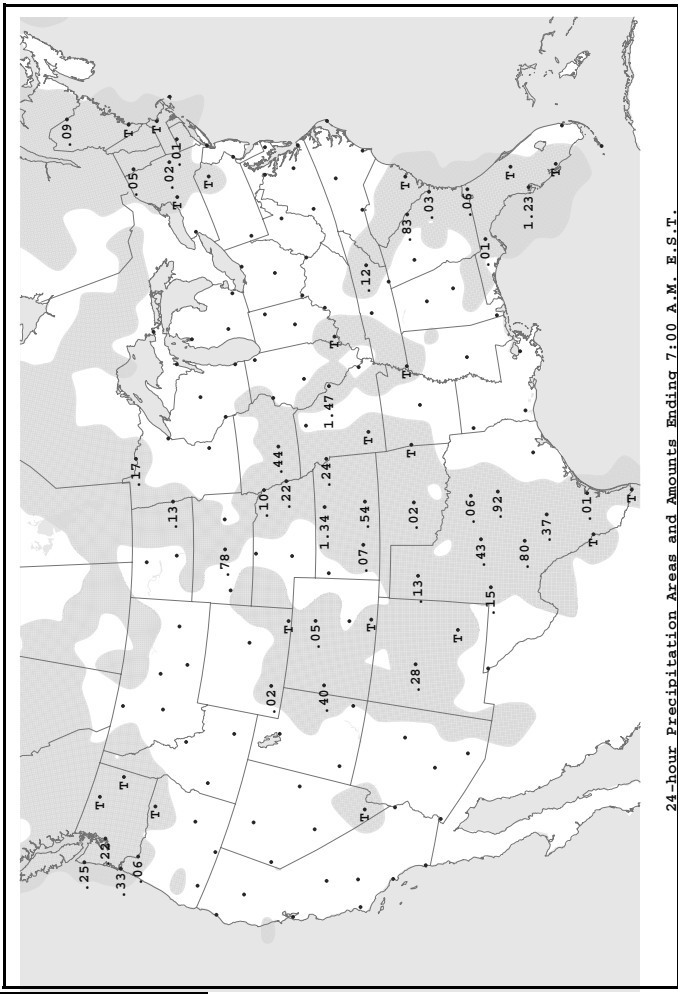 .09
.25
T
.22
.33
T
T
.05
.17
.06
T
T
.02
.13
.01
T
T
.78
.10
.02
.44
.22
T
.05
.40
1.34
.24
1.47
T
.07
.54
T
.12
T
T
T
.83
T
T
.02
.28
.13
.03
T
.06
.06
.43
.01
.15
.92
T
.80
1.23
.37
T
.01
T
T
24-hour Precipitation Areas and Amounts Ending 7:00 A.M. E.S.T.